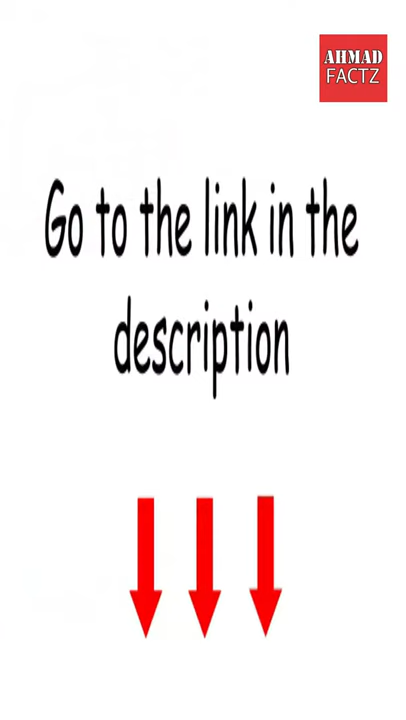 AHMAD
FACTZ
Go to the link in the
description